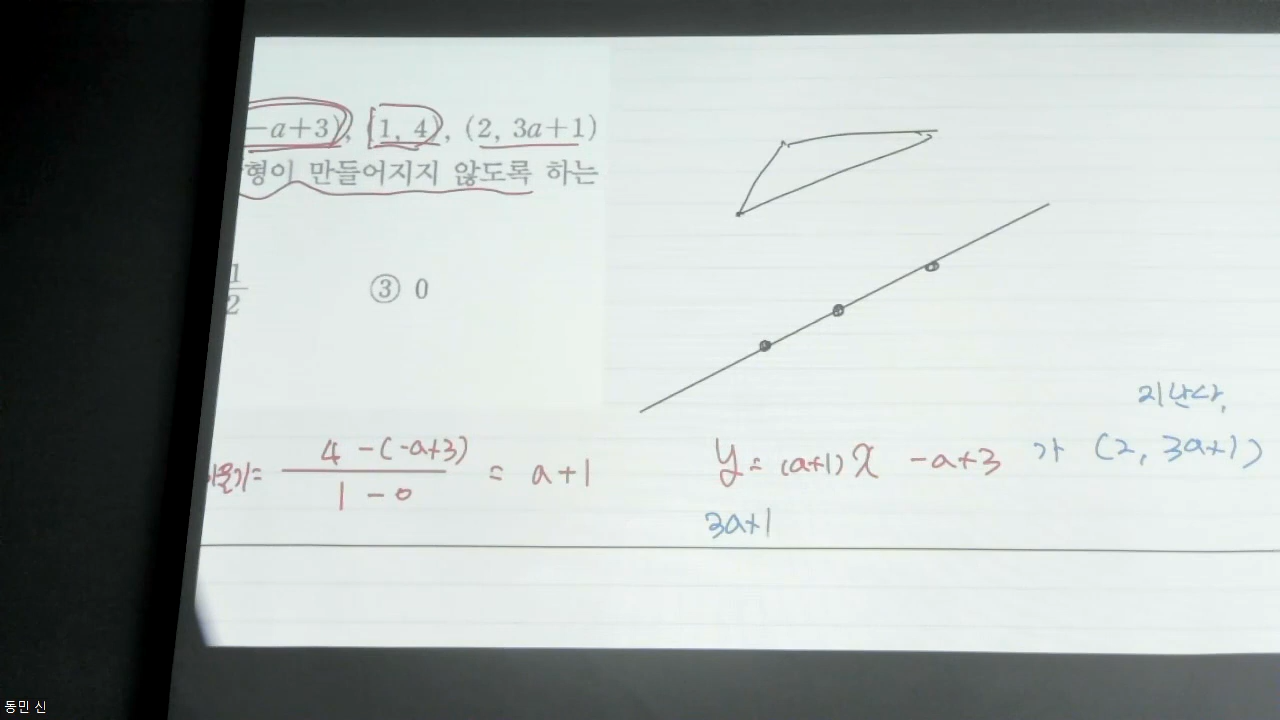 −a+3), (1, 4), (2, 3a+1)
형이 만들어지지 않도록 하는
1/2 ③ 0
지난다,
기울기= 4-(-a+3) / 1-0 = a+1
y=(a+1)x -a+3 가 (2, 3a+1)
3a+1
동민 신